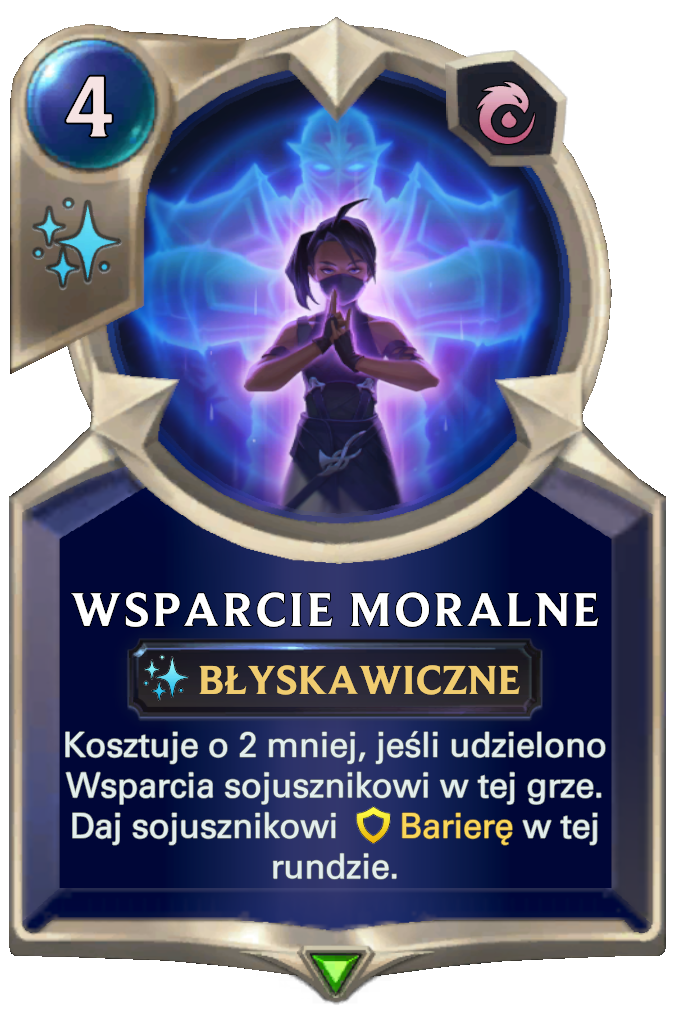 4
WSPARCIE MORALNE
BŁYSKAWICZNE
Kosztuje o 2 mniej, jeśli udzielono
Wsparcia sojusznikowi w tej grze.
Daj sojusznikowi Barierę w tej
rundzie.